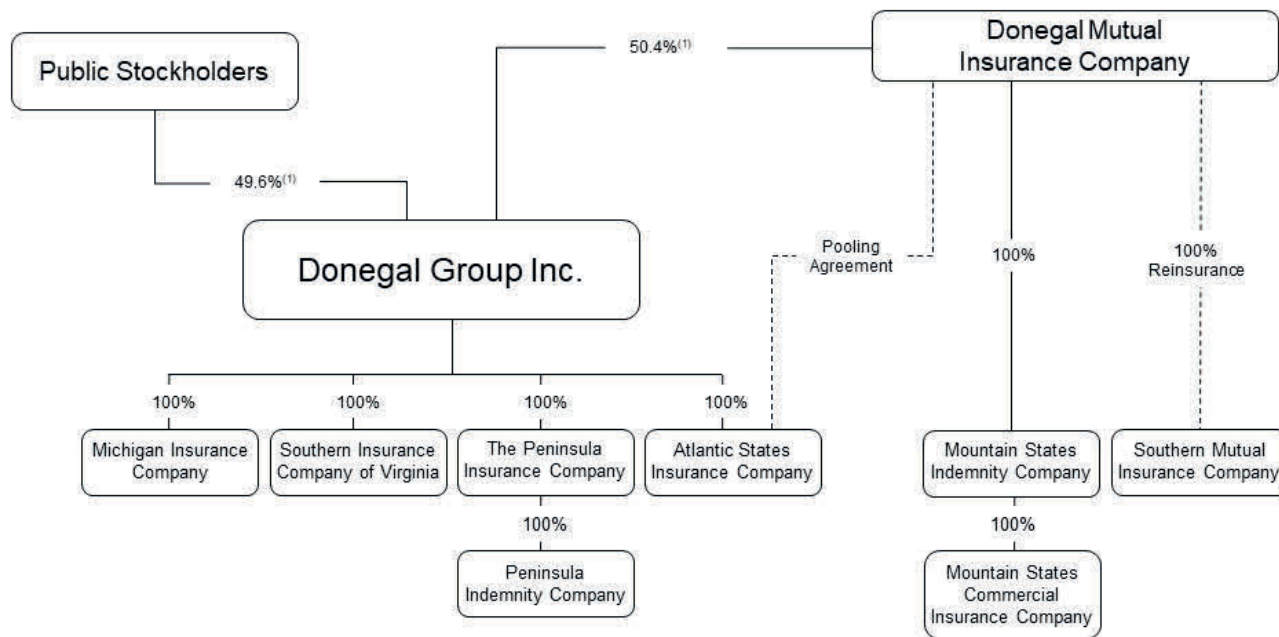 Public Stockholders
50.4%(1)
Donegal Mutual
Insurance Company
49.6%(1)
Donegal Group Inc.
Pooling
Agreement
100%
100%
Reinsurance
100%
100%
100%
100%
Michigan Insurance
Company
Southern Insurance
Company of Virginia
The Peninsula
Insurance Company
Atlantic States
Insurance Company
Mountain States
Indemnity Company
Southern Mutual
Insurance Company
100%
100%
Peninsula
Indemnity Company
Mountain States
Commercial
Insurance Company